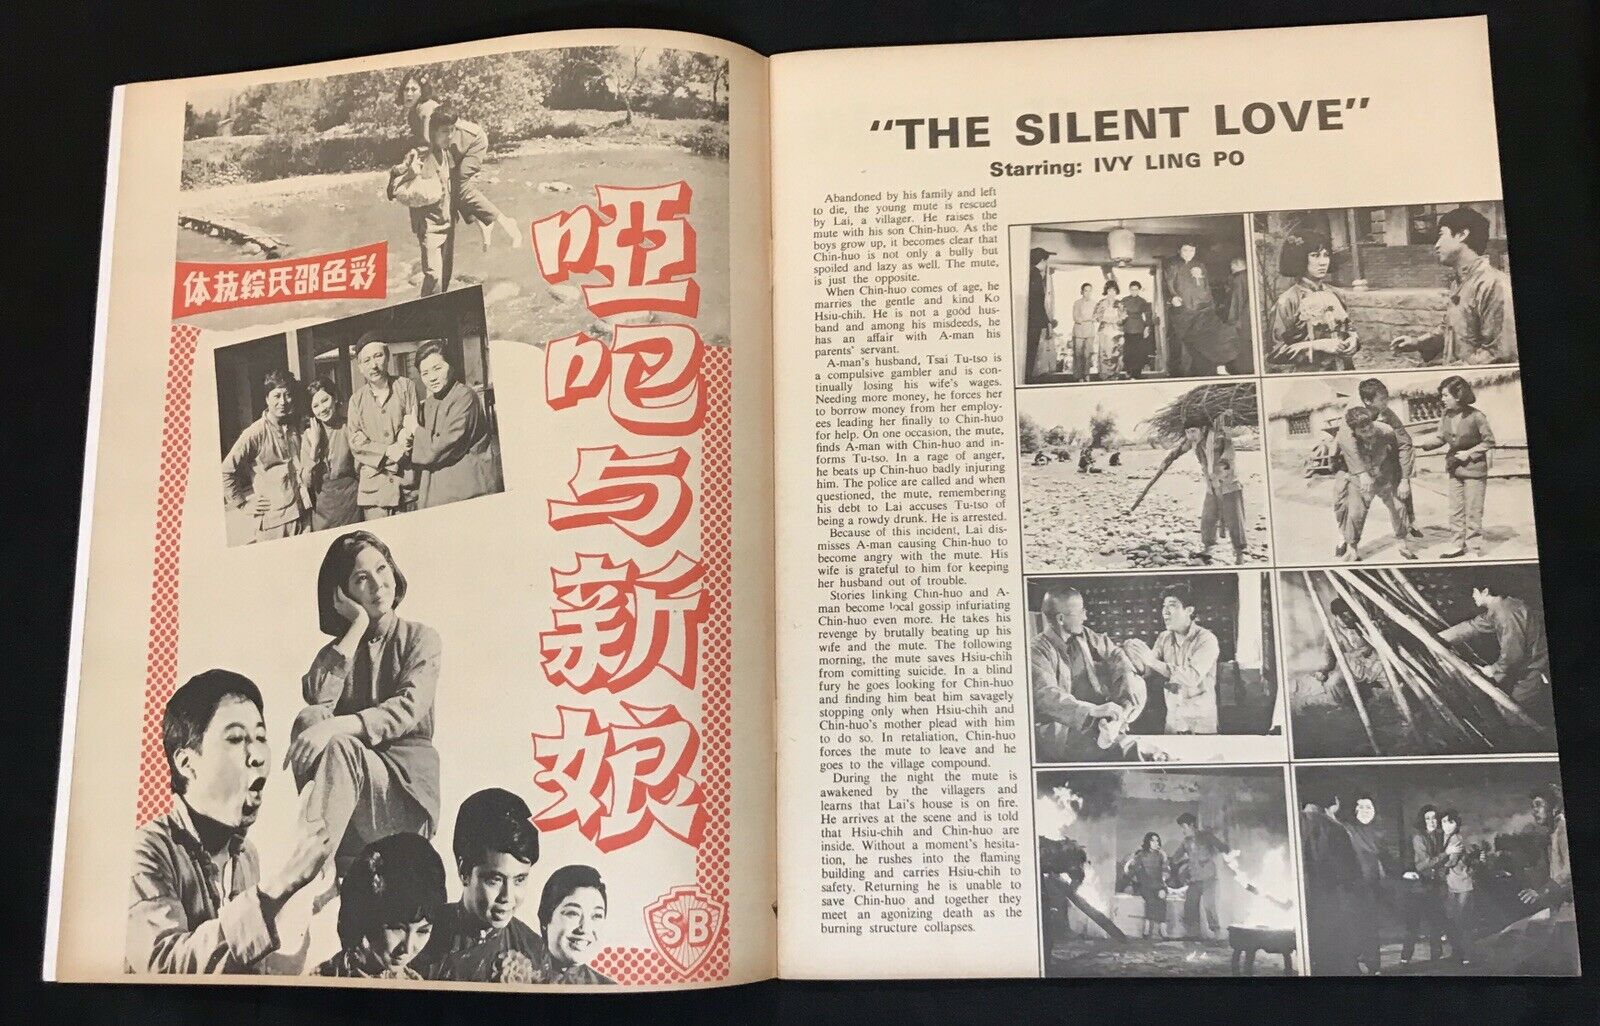 彩色邵氏综艺体
哑吧与新娘
SB
"THE SILENT LOVE"
Starring: IVY LING PO
Abandoned by his family and left
to die, the young mute is rescued
by Lai, a villager. He raises the
mute with his son Chin-huo. As the
boys grow up, it becomes clear that
Chin-huo is not only a bully but
spoiled and lazy as well. The mute,
is just the opposite.
When Chin-huo comes of age, he
marries the gentle and kind Ko
Hsiu-chih. He is not a good hus-
band and among his misdeeds, he
has an affair with A-man his
parents' servant.
A-man's husband, Tsai Tu-tso is
a compulsive gambler and is con-
tinually losing his wife's wages.
Needing more money, he forces her
to borrow money from her employ-
ees leading her finally to Chin-huo
for help. On one occasion, the mute,
finds A-man with Chin-huo and in-
forms Tu-tso. In a rage of anger,
he beats up Chin-huo badly injuring
him. The police are called and when
questioned, the mute, remembering
his debt to Lai accuses Tu-tso of
being a rowdy drunk. He is arrested.
Because of this incident, Lai dis-
misses A-man causing Chin-huo to
become angry with the mute. His
wife is grateful to him for keeping
her husband out of trouble.
Stories linking Chin-huo and A-
man become local gossip infuriating
Chin-huo even more. He takes his
revenge by brutally beating up his
wife and the mute. The following
morning, the mute saves Hsiu-chih
from comitting suicide. In a blind
fury he goes looking for Chin-huo
and finding him beat him savagely
stopping only when Hsiu-chih and
Chin-huo's mother plead with him
to do so. In retaliation, Chin-huo
forces the mute to leave and he
goes to the village compound.
During the night the mute is
awakened by the villagers and
learns that Lai's house is on fire.
He arrives at the scene and is told
that Hsiu-chih and Chin-huo are
inside. Without a moment's hesita-
tion, he rushes into the flaming
building and carries Hsiu-chih to
safety. Returning he is unable to
save Chin-huo and together they
meet an agonizing death as the
burning structure collapses.